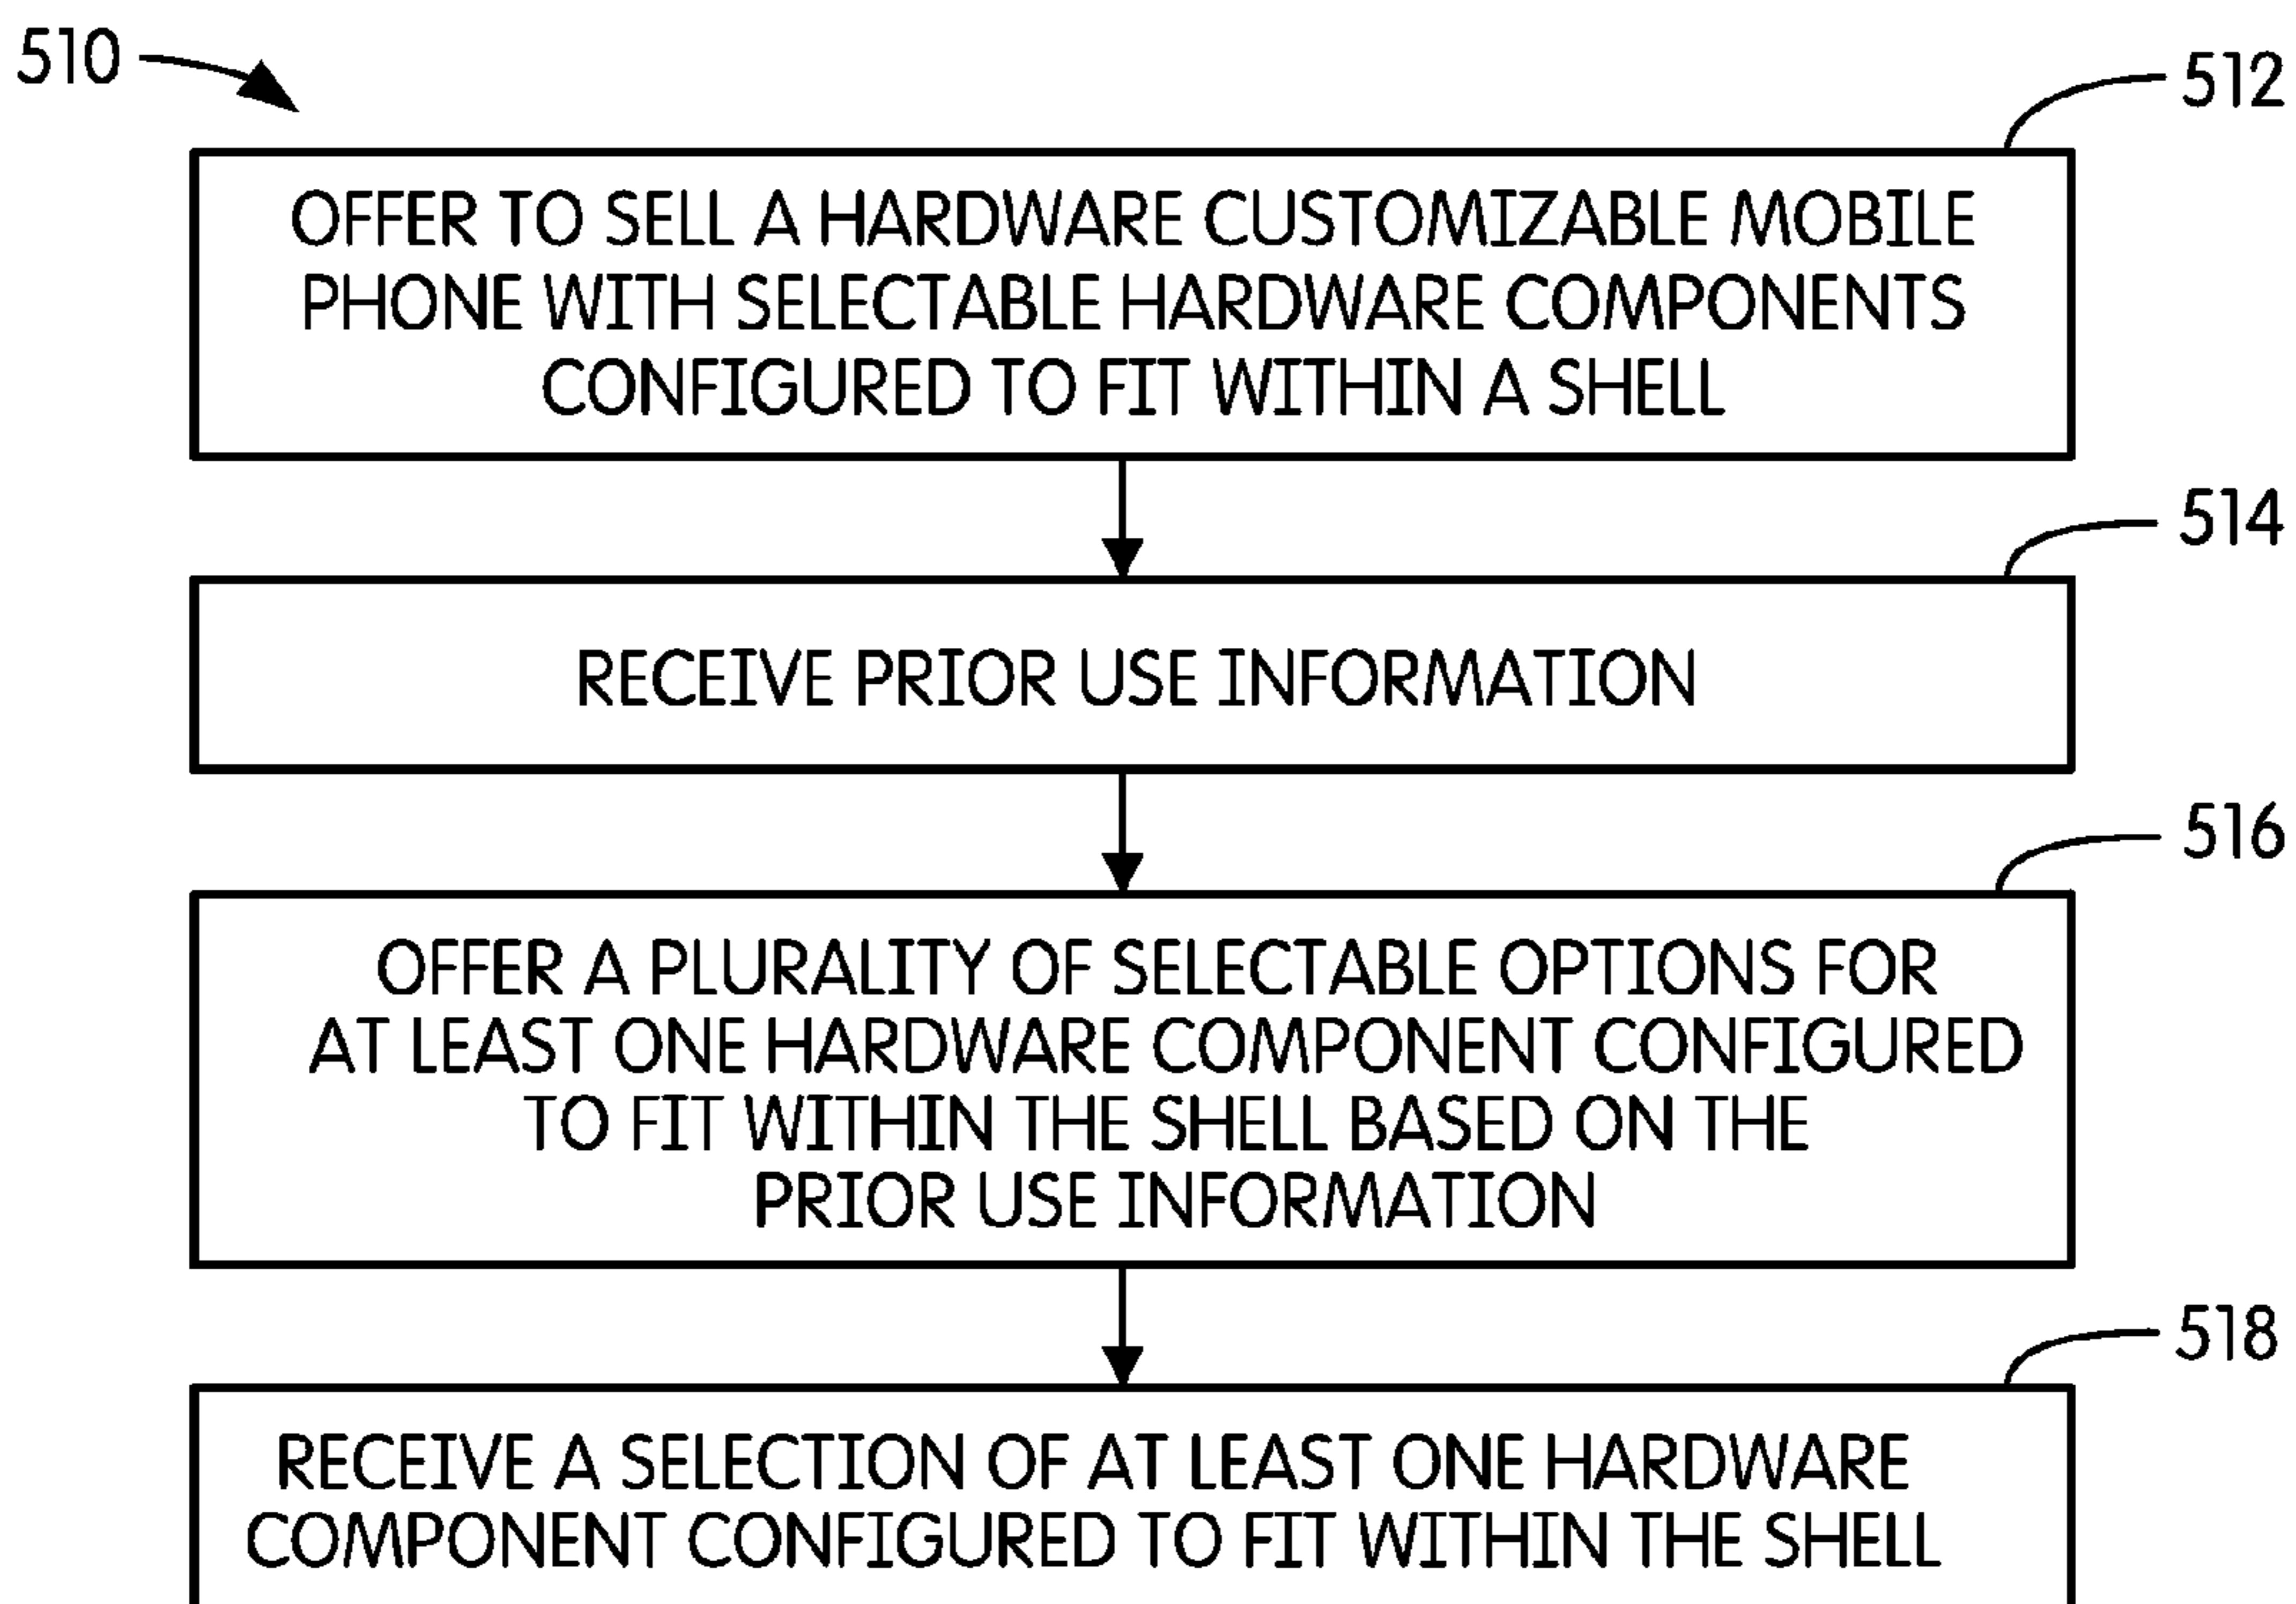 510
512
OFFER TO SELL A HARDWARE CUSTOMIZABLE MOBILE
PHONE WITH SELECTABLE HARDWARE COMPONENTS
CONFIGURED TO FIT WITHIN A SHELL
514
RECEIVE PRIOR USE INFORMATION
516
OFFER A PLURALITY OF SELECTABLE OPTIONS FOR
AT LEAST ONE HARDWARE COMPONENT CONFIGURED
TO FIT WITHIN THE SHELL BASED ON THE
PRIOR USE INFORMATION
518
RECEIVE A SELECTION OF AT LEAST ONE HARDWARE
COMPONENT CONFIGURED TO FIT WITHIN THE SHELL